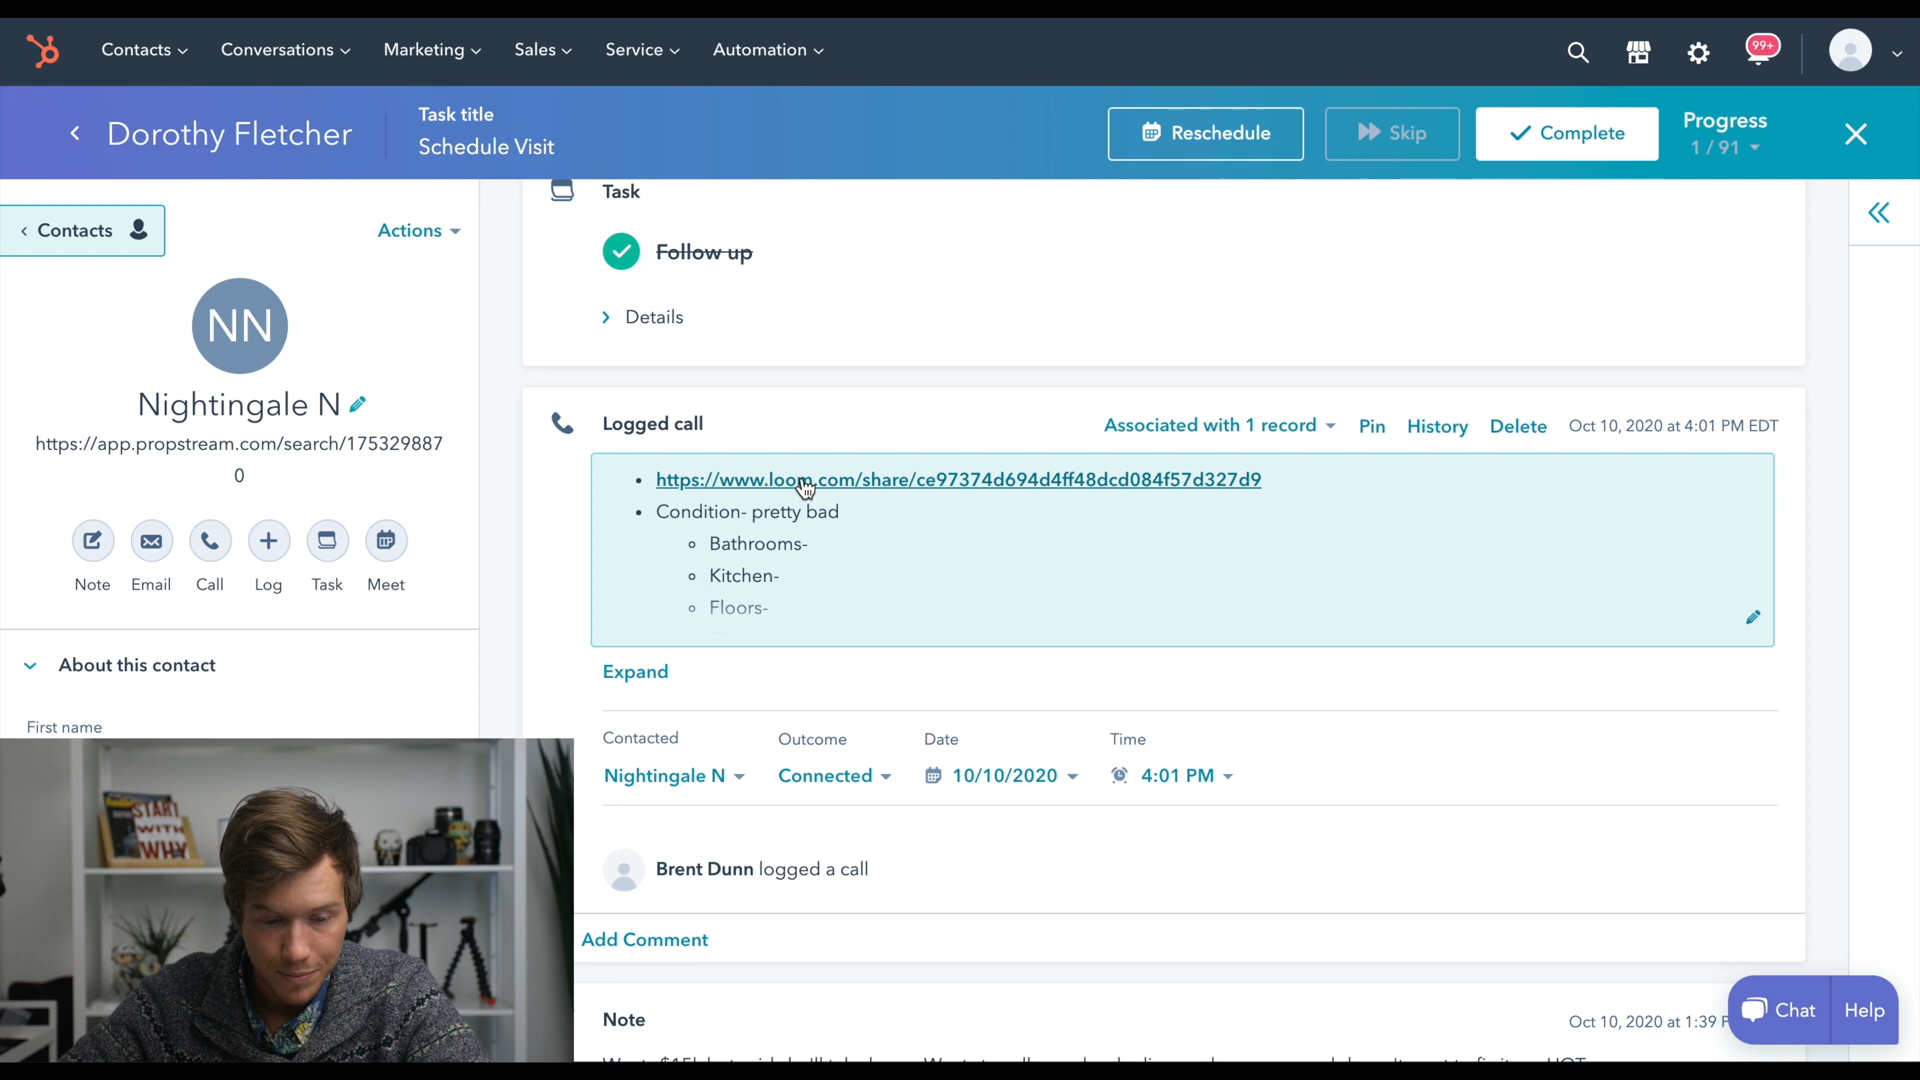 Contacts
Conversations
Marketing
Sales
Service
Automation
99+
Dorothy Fletcher
Task title
Schedule Visit
Reschedule
Skip
Complete
Progress
1 / 91
Contacts
Actions
NN
Nightingale N
https://app.propstream.com/search/175329887
0
Note
Email
Call
Log
Task
Meet
About this contact
First name
Task
Follow up
Details
Logged call
Associated with 1 record
Pin
History
Delete
Oct 10, 2020 at 4:01 PM EDT
https://www.loom.com/share/ce97374d694d4ff48dcd084f57d327d9
Condition- pretty bad
Bathrooms-
Kitchen-
Floors-
Expand
Contacted
Outcome
Date
Time
Nightingale N
Connected
10/10/2020
4:01 PM
Brent Dunn logged a call
Add Comment
Note
Oct 10, 2020 at 1:39
Chat
Help
START
WITH
WHY